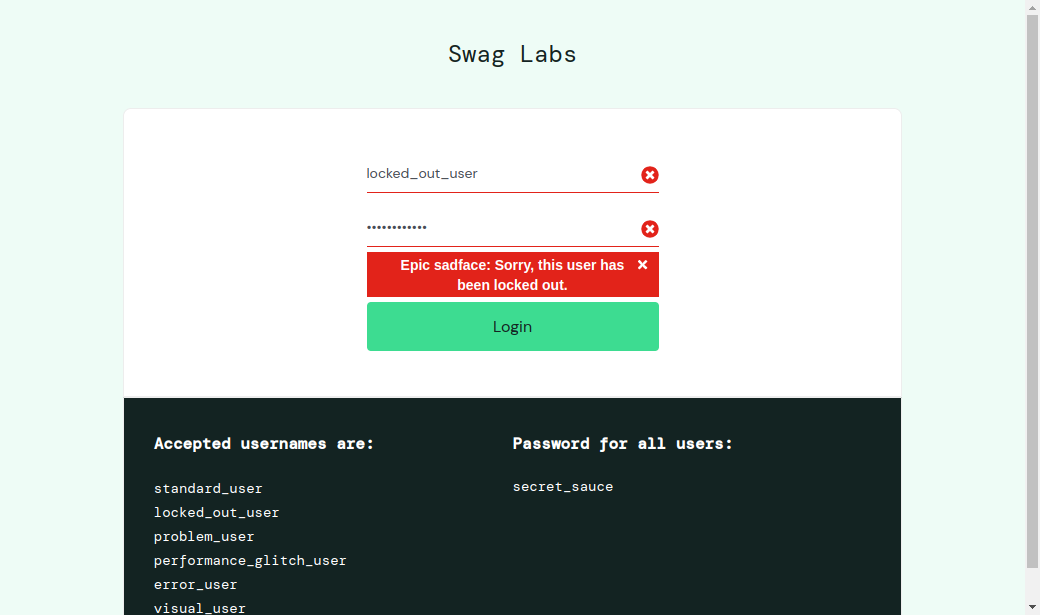 Swag Labs
locked_out_user
••••••••••••
Epic sadface: Sorry, this user has
been locked out.
Login
Accepted usernames are:
standard_user
locked_out_user
problem_user
performance_glitch_user
error_user
visual_user
Password for all users:
secret_sauce